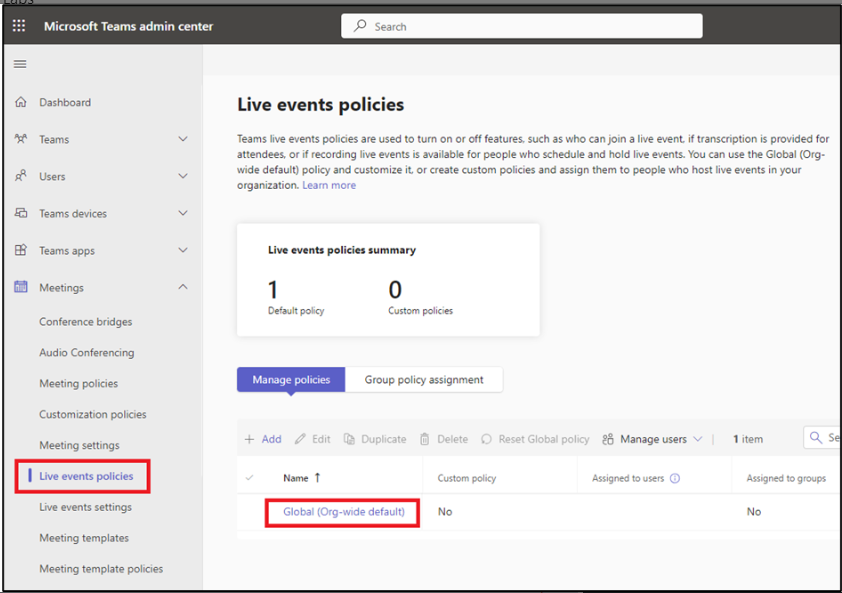 Microsoft Teams admin center
Search
Dashboard
Teams
Users
Teams devices
Teams apps
Meetings
Conference bridges
Audio Conferencing
Meeting policies
Customization policies
Meeting settings
Live events policies
Live events settings
Meeting templates
Meeting template policies
Live events policies
Teams live events policies are used to turn on or off features, such as who can join a live event, if transcription is provided for
attendees, or if recording live events is available for people who schedule and hold live events. You can use the Global (Org-
wide default) policy and customize it, or create custom policies and assign them to people who host live events in your
organization. Learn more
Live events policies summary
1 0
Default policy Custom policies
Manage policies Group policy assignment
+ Add Edit Duplicate Delete Reset Global policy Manage users | 1 item Se
Name ↑ Custom policy Assigned to users Assigned to groups
Global (Org-wide default) No No